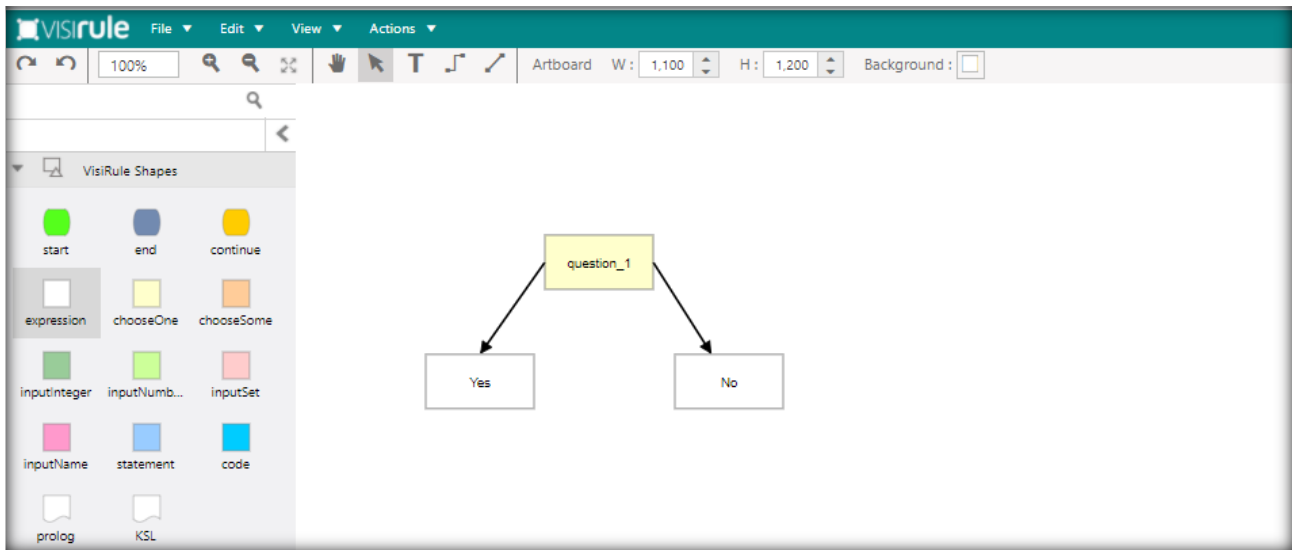 VISIrule File Edit View Actions
100% T Artboard W : 1,100 H : 1,200 Background :
VisiRule Shapes
start end continue
expression chooseOne chooseSome
inputInteger inputNumb... inputSet
inputName statement code
prolog KSL
question_1
Yes No